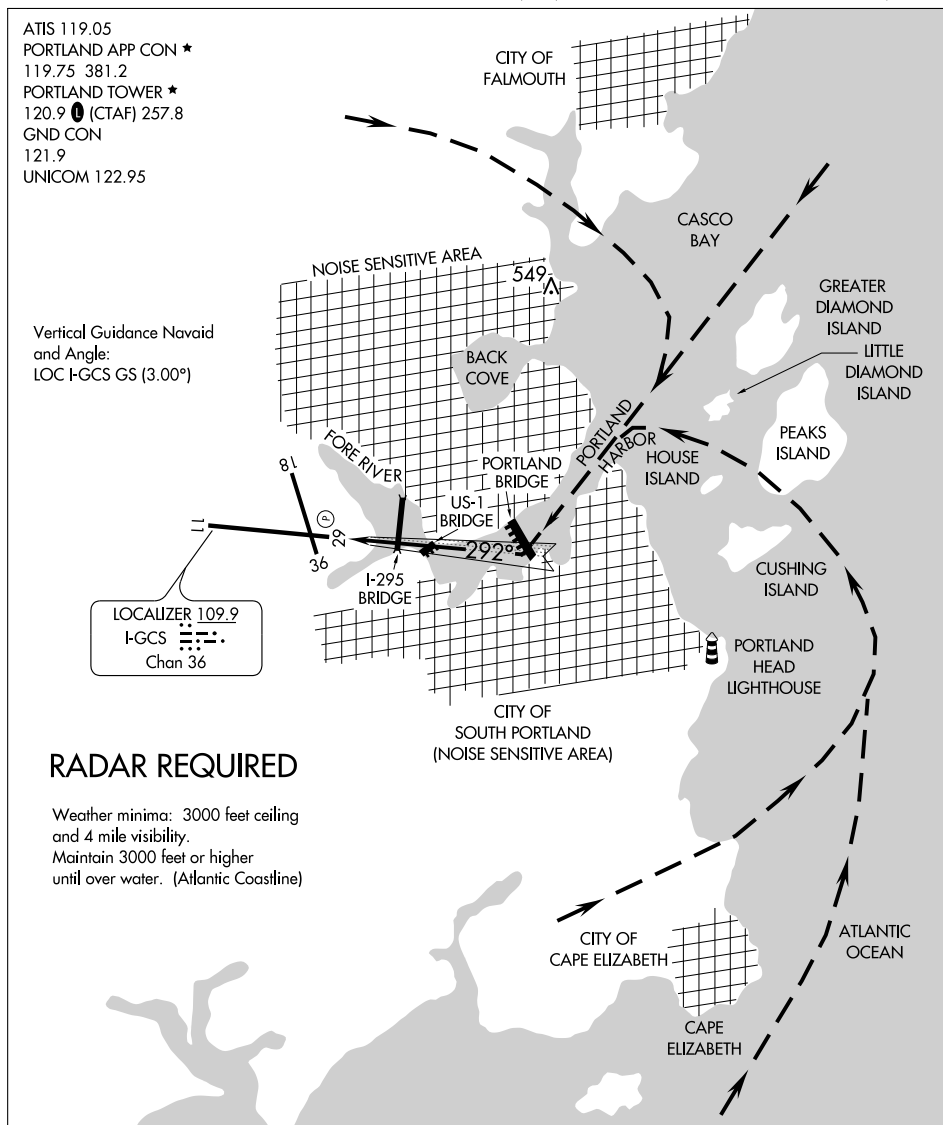 ATIS 119.05
PORTLAND APP CON ★
119.75 381.2
PORTLAND TOWER ★
120.9 L (CTAF) 257.8
GND CON
121.9
UNICOM 122.95
CITY OF
FALMOUTH
CASCO
BAY
NOISE SENSITIVE AREA
549
GREATER
DIAMOND
ISLAND
LITTLE
DIAMOND
ISLAND
Vertical Guidance Navaid
and Angle:
LOC I-GCS GS (3.00°)
BACK
COVE
PORTLAND
HARBOR
PEAKS
ISLAND
HOUSE
ISLAND
FORE RIVER
PORTLAND
BRIDGE
US-1
BRIDGE
18
11
29
P
36
292°
I-295
BRIDGE
CUSHING
ISLAND
LOCALIZER 109.9
I-GCS
Chan 36
PORTLAND
HEAD
LIGHTHOUSE
CITY OF
SOUTH PORTLAND
(NOISE SENSITIVE AREA)
RADAR REQUIRED
Weather minima: 3000 feet ceiling
and 4 mile visibility.
Maintain 3000 feet or higher
until over water. (Atlantic Coastline)
CITY OF
CAPE ELIZABETH
ATLANTIC
OCEAN
CAPE
ELIZABETH